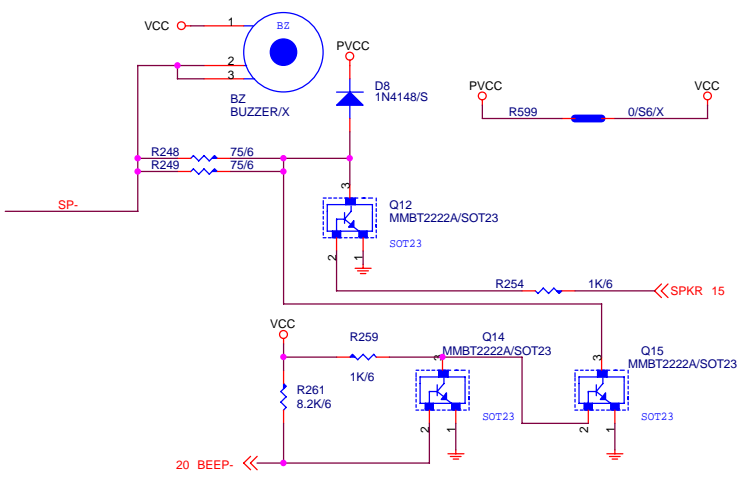 VCC
1
BZ
2
3
BZ
BUZZER/X
PVCC
D8
1N4148/S
PVCC
VCC
R599
0/S6/X
R248
75/6
R249
75/6
SP-
3
Q12
MMBT2222A/SOT23
SOT23
2
1
R254
1K/6
SPKR 15
VCC
R259
1K/6
R261
8.2K/6
Q14
MMBT2222A/SOT23
3
SOT23
2
1
Q15
MMBT2222A/SOT23
3
SOT23
2
1
20 BEEP-